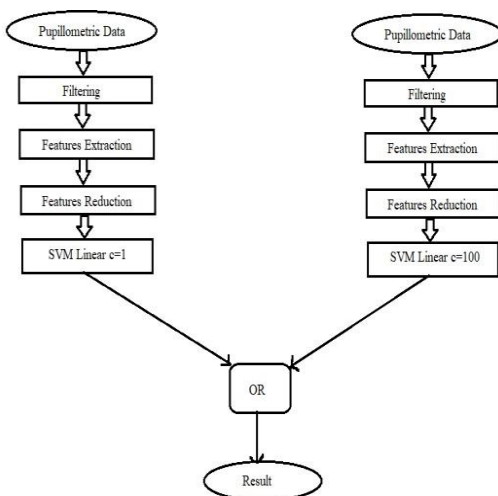 Pupillometric Data
Filtering
Features Extraction
Features Reduction
SVM Linear c=1
Pupillometric Data
Filtering
Features Extraction
Features Reduction
SVM Linear c=100
OR
Result